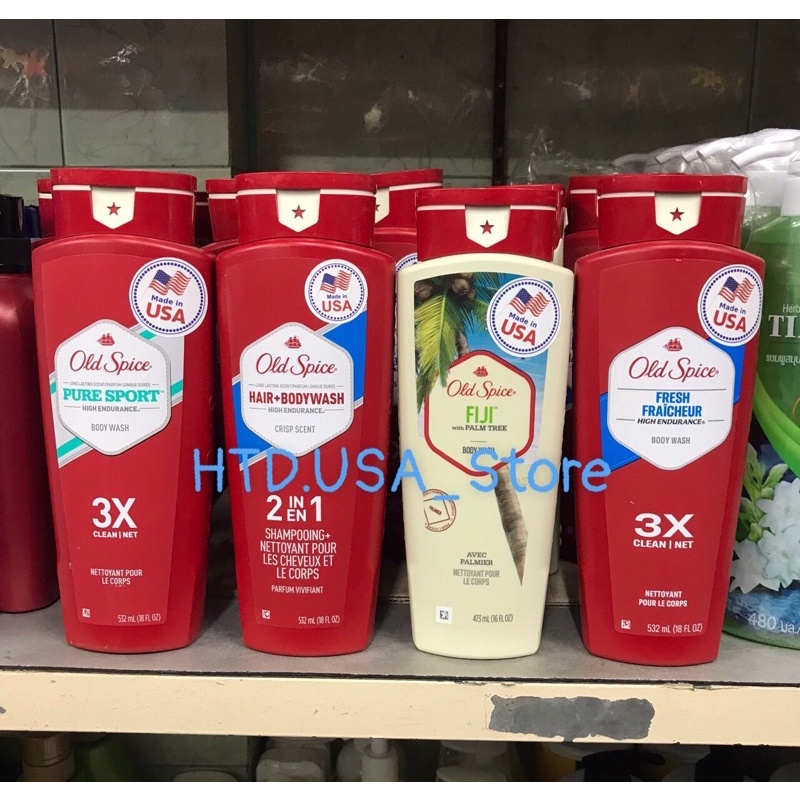 Made in
USA
Old Spice
LONG LASTING SCENT/PARFUM LONGUE DURÉE
PURE SPORT
HIGH ENDURANCE
BODY WASH
3X
CLEAN | NET
NETTOYANT POUR
LE CORPS
532 mL (18 FL OZ)
Made in
USA
Old Spice
LONG LASTING SCENT/PARFUM LONGUE DURÉE
HAIR+BODYWASH
HIGH ENDURANCE
CRISP SCENT
2 IN 1
EN
SHAMPOOING+
NETTOYANT POUR
LES CHEVEUX ET
LE CORPS
PARFUM VIVIFIANT
532 mL (18 FL OZ)
Made in
USA
Old Spice
FIJI
with PALM TREE
BODY WASH
AVEC
PALMIER
NETTOYANT POUR
LE CORPS
473 mL (16 FL OZ)
Made in
USA
Old Spice
FRESH
FRAÎCHEUR
HIGH ENDURANCE®
BODY WASH
3X
CLEAN | NET
NETTOYANT
POUR LE CORPS
532 mL (18 FL OZ)
HTD.USA_Store
Herb
TI
480 มล.